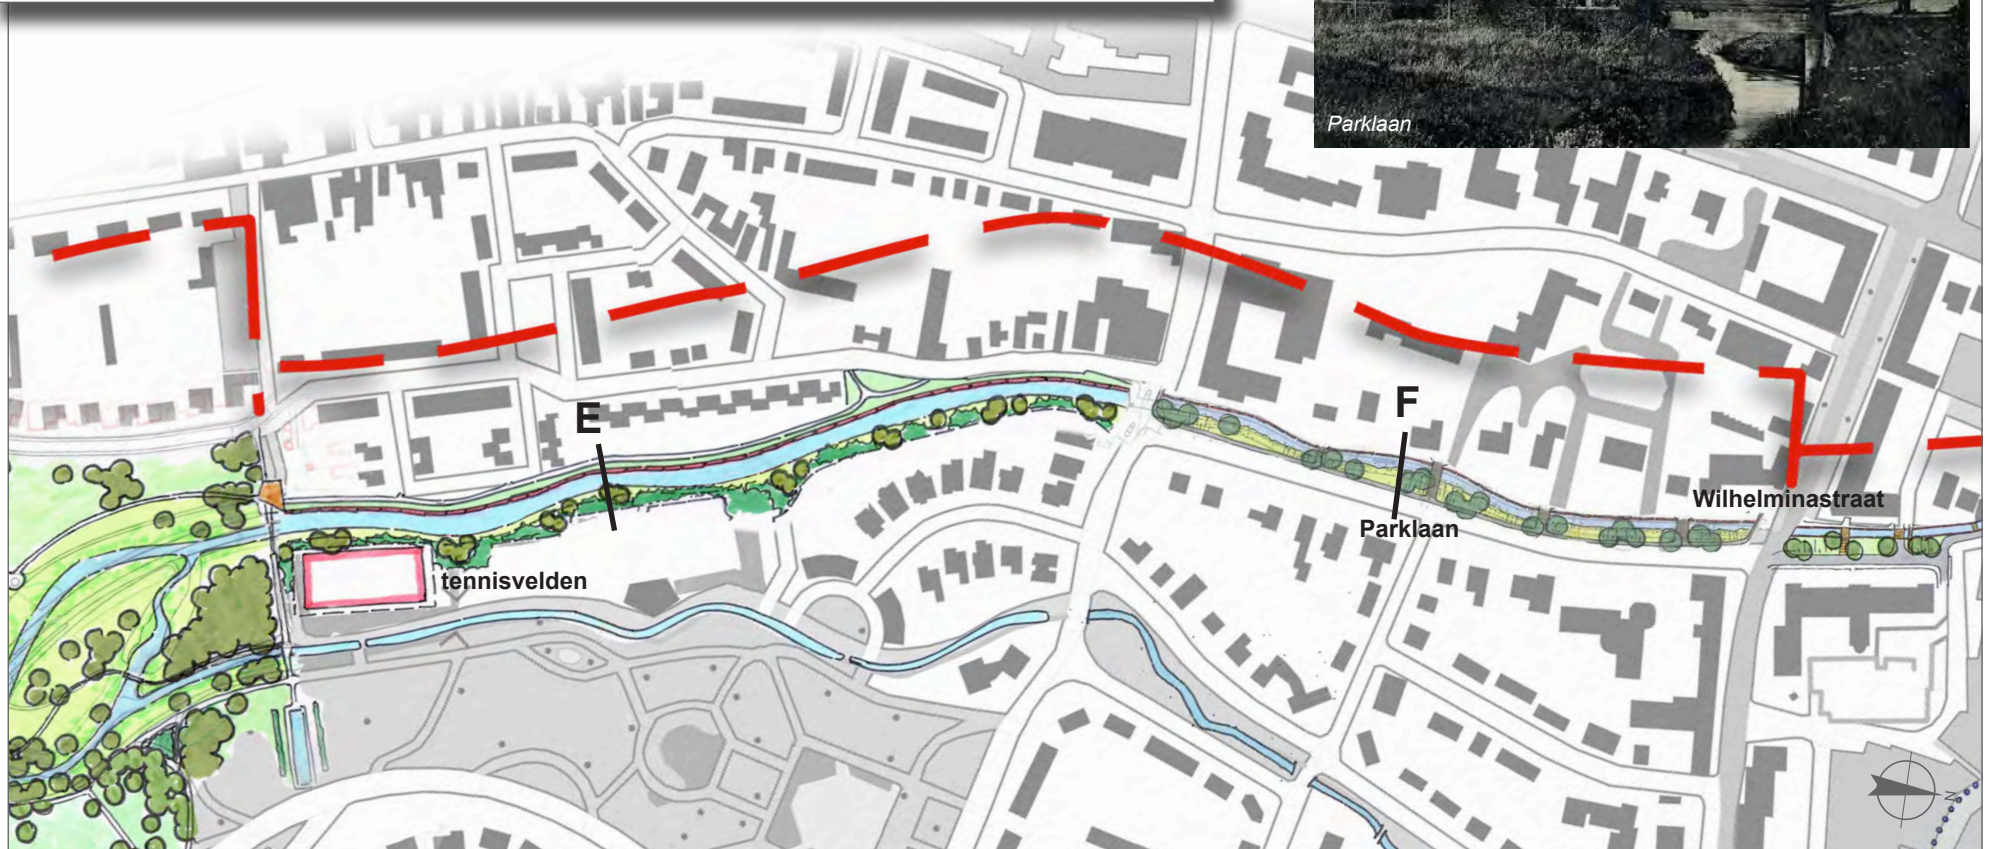 Parklaan
E
F
Wilhelminastraat
Parklaan
tennisvelden
N